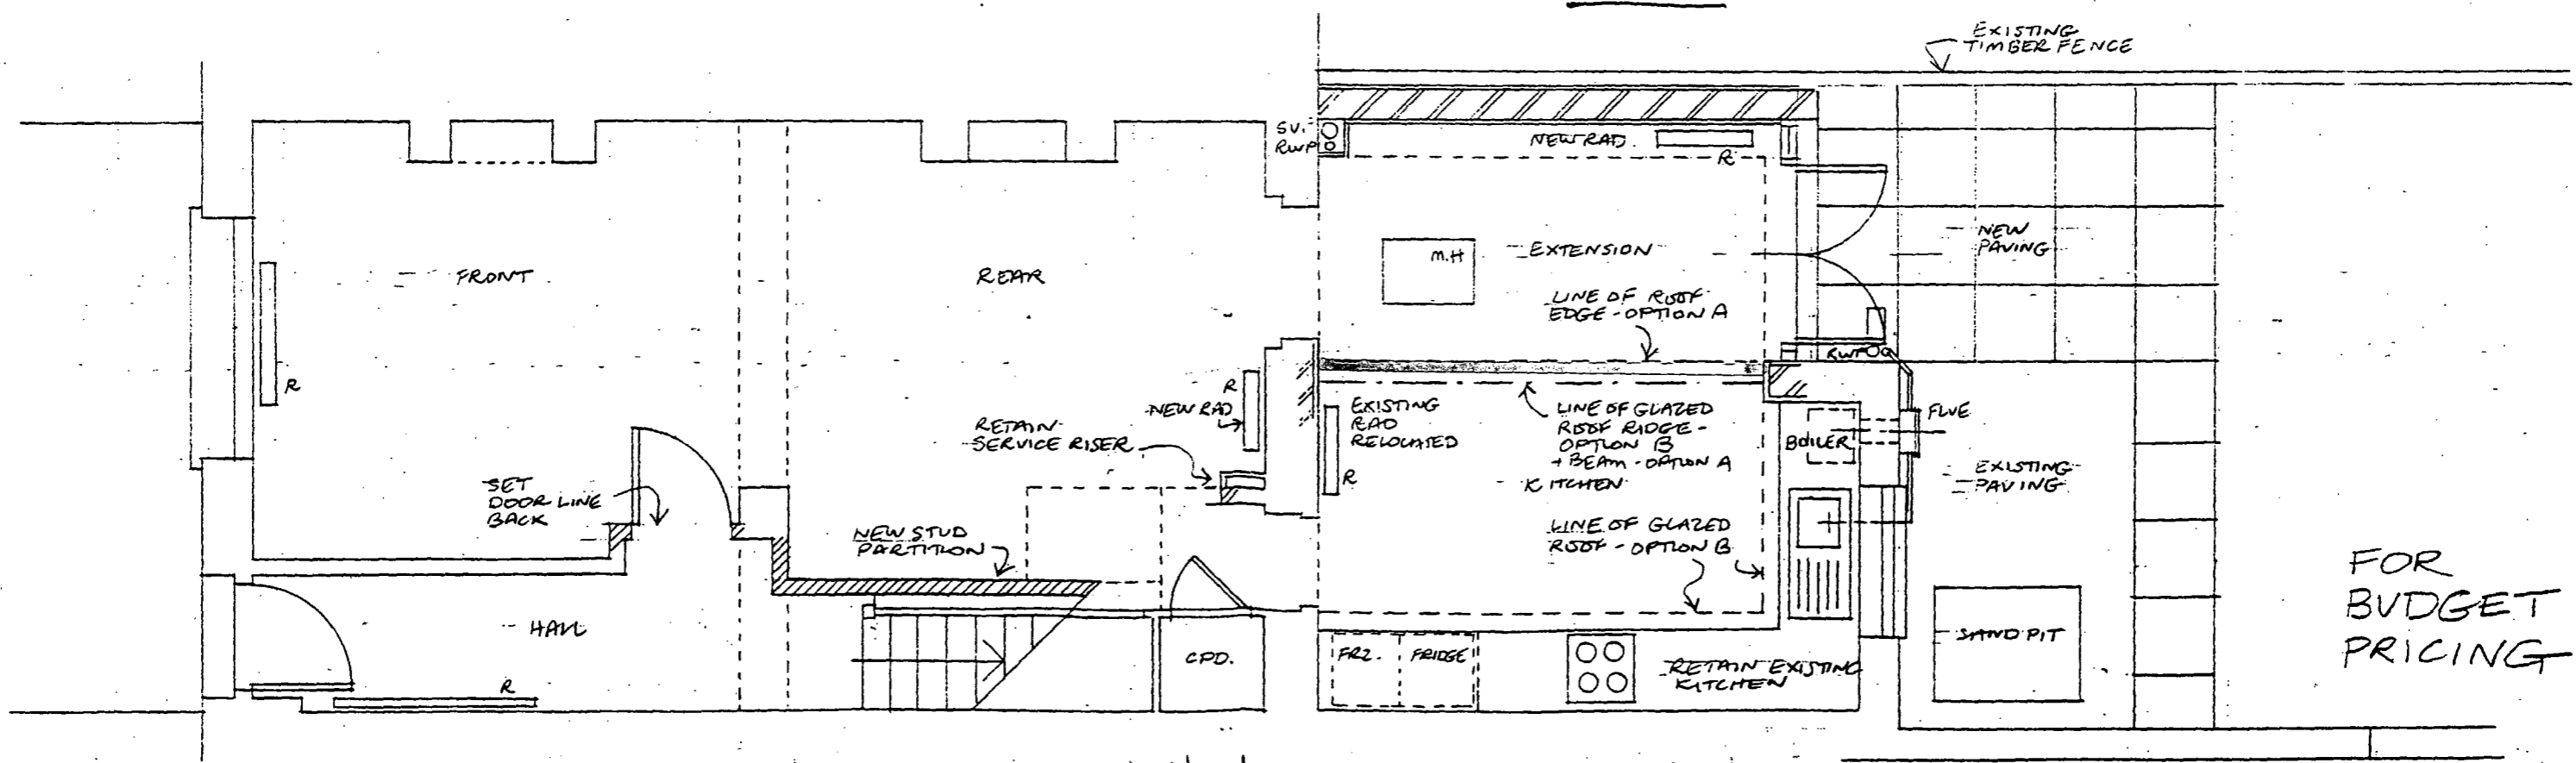 EXISTING
TIMBER FENCE
SV.
RWP
NEW RAD.
R
NEW
PAVING
M.H
EXTENSION
FRONT
REAR
LINE OF ROOF
EDGE - OPTION A
RWP
R
R
NEW RAD
EXISTING
RAD
RELOCATED
R
LINE OF GLAZED
ROOF RIDGE -
OPTION B
+ BEAM - OPTION A
KITCHEN
FLUE
BOILER
RETAIN
SERVICE RISER
EXISTING
PAVING
SET
DOOR LINE
BACK
NEW STUD
PARTITION
LINE OF GLAZED
ROOF - OPTION B
FOR
BUDGET
PRICING
HALL
SAND PIT
CPD.
FRZ.
FRIDGE
RETAIN EXISTING
KITCHEN
R